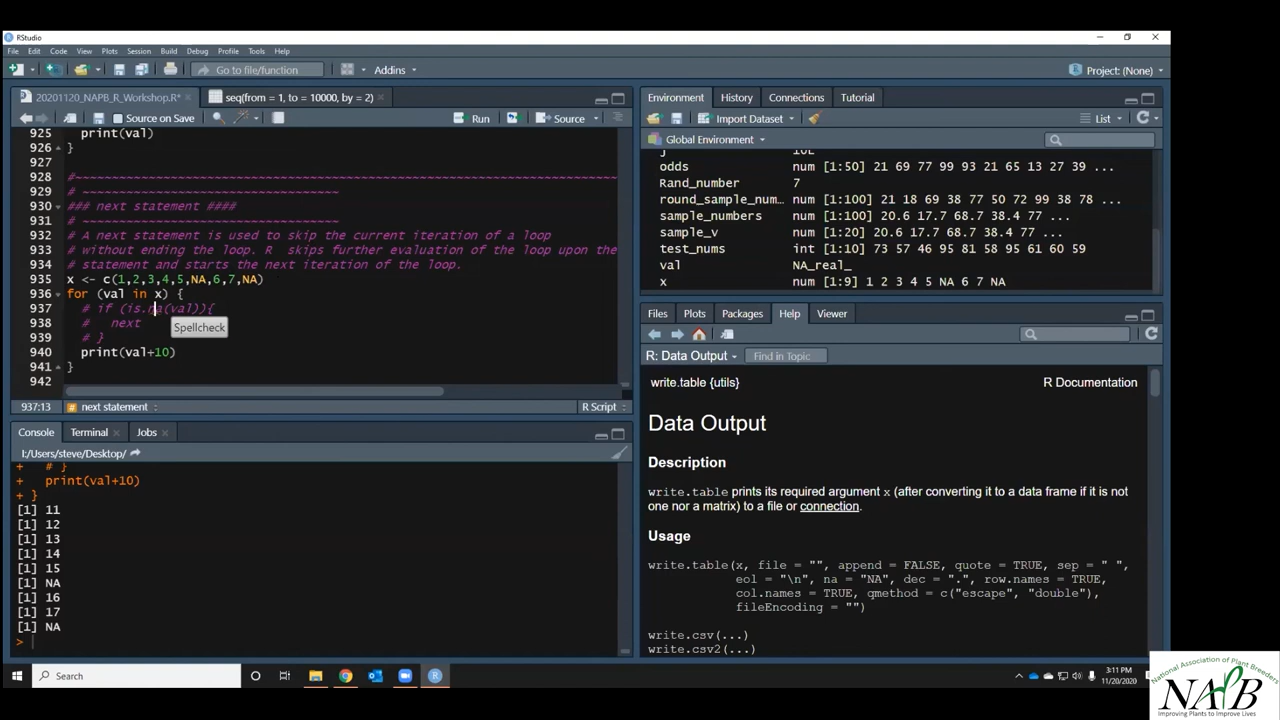 RStudio
File Edit Code View Plots Session Build Debug Profile Tools Help
Go to file/function Addins Project: (None)
20201120_NAPB_R_Workshop.R* seq(from = 1, to = 10000, by = 2)
Source on Save Run Source
925 print(val)
926 }
927
928 #~~~~~~~~~~~~~~~~~~~~~~~~~~~~~~~~~~~~~~~~~~~~~~~~~~~~~~~~~~~~~~~~~~~~~~~~~~~
929 # ~~~~~~~~~~~~~~~~~~~~~~~~~~~~~~~~~~
930 ### next statement ####
931 # ~~~~~~~~~~~~~~~~~~~~~~~~~~~~~~~~~~
932 # A next statement is used to skip the current iteration of a loop
933 # without ending the loop. R skips further evaluation of the loop upon the
934 # statement and starts the next iteration of the loop.
935 x <- c(1,2,3,4,5,NA,6,7,NA)
936 for (val in x) {
937 # if (is.na(val)){
938 # next
939 # }
940 print(val+10)
941 }
942
Spellcheck
937:13 next statement R Script
Console Terminal Jobs
I:/Users/steve/Desktop/
+ # }
+ print(val+10)
+ }
[1] 11
[1] 12
[1] 13
[1] 14
[1] 15
[1] NA
[1] 16
[1] 17
[1] NA
>
Environment History Connections Tutorial
Import Dataset List
Global Environment
j 10L
odds num [1:50] 21 69 77 99 93 21 65 13 27 39 ...
Rand_number 7
round_sample_num… num [1:100] 21 18 69 38 77 50 72 99 38 78 ...
sample_numbers num [1:100] 20.6 17.7 68.7 38.4 77 ...
sample_v num [1:20] 20.6 17.7 68.7 38.4 77 ...
test_nums int [1:10] 73 77 46 95 81 58 95 61 60 59
val NA_real_
x num [1:9] 1 2 3 4 5 NA 6 7 NA
Files Plots Packages Help Viewer
R: Data Output Find in Topic
write.table {utils} R Documentation
Data Output
Description
write.table prints its required argument x (after converting it to a data frame if it is not
one nor a matrix) to a file or connection.
Usage
write.table(x, file = "", append = FALSE, quote = TRUE, sep = " ",
eol = "\n", na = "NA", dec = ".", row.names = TRUE,
col.names = TRUE, qmethod = c("escape", "double"),
fileEncoding = "")
write.csv(...)
write.csv2(...)
Search
3:11 PM
11/20/2020
National Association of Plant Breeders
NAPB
Improving Plants to Improve Lives